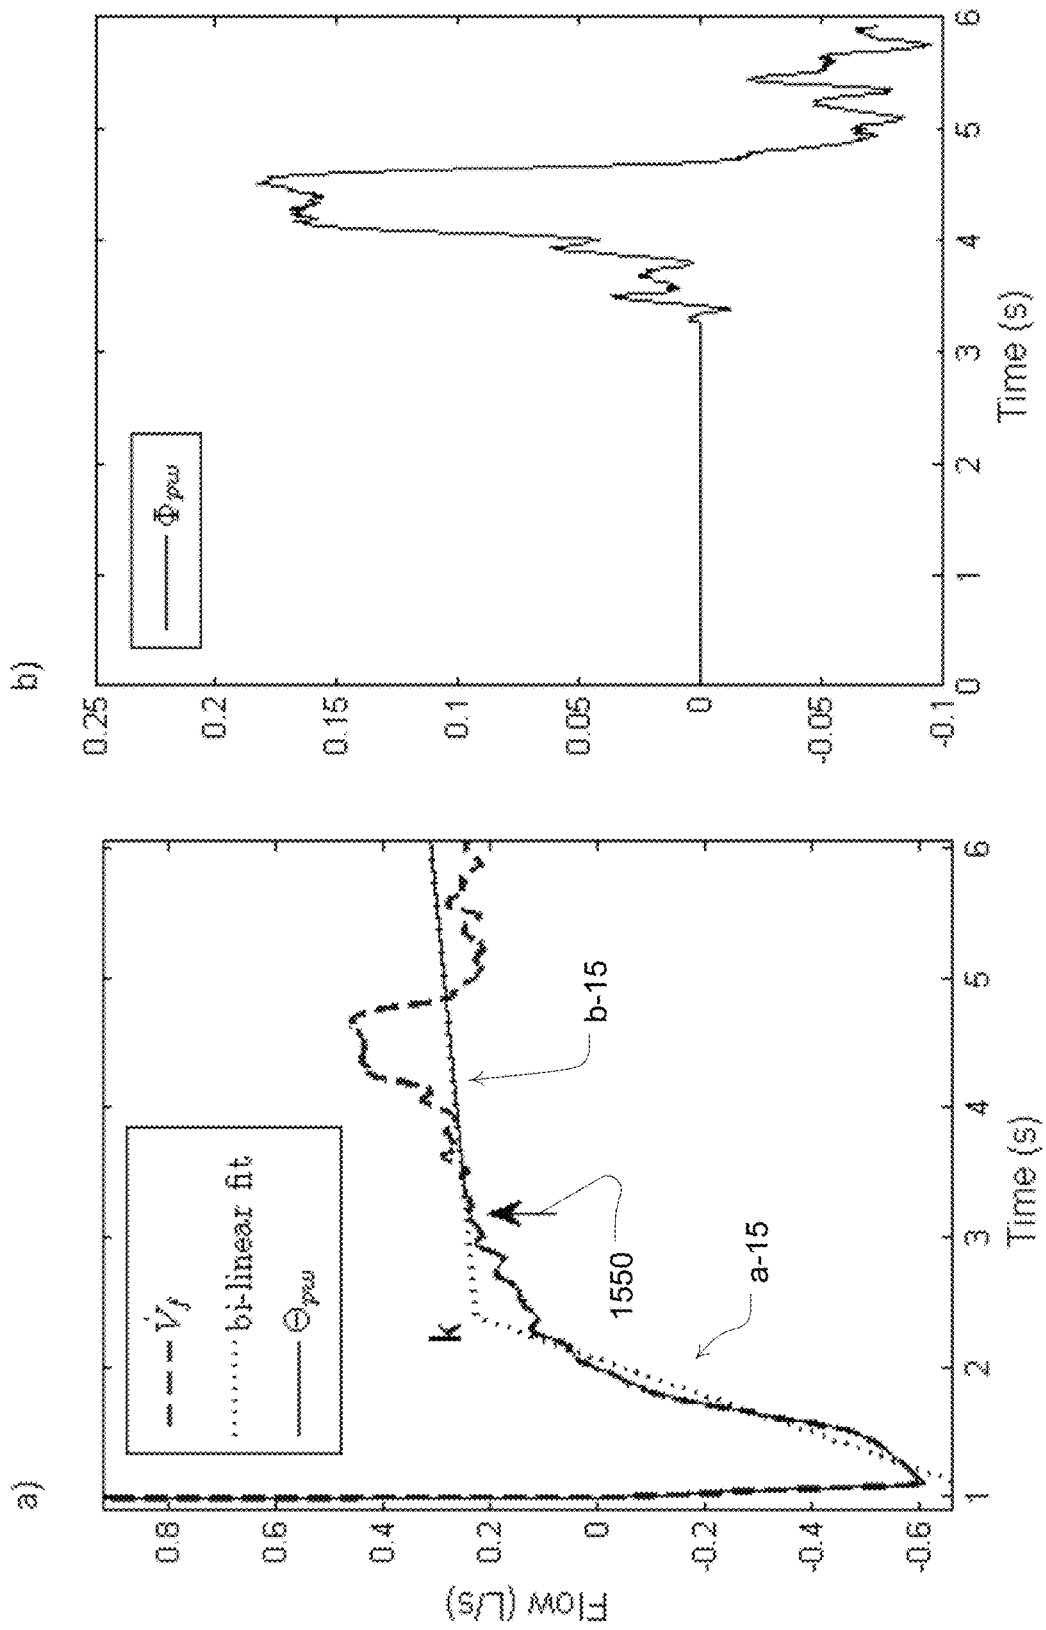 a)
V̇f
bi-linear fit
Θpw
Flow (L/s)
0.8
0.6
0.4
0.2
0
-0.2
-0.4
-0.6
k
1550
a-15
b-15
1
2
3
4
5
6
Time (s)
b)
Φpw
0.25
0.2
0.15
0.1
0.05
0
-0.05
-0.1
0
1
2
3
4
5
6
Time (s)